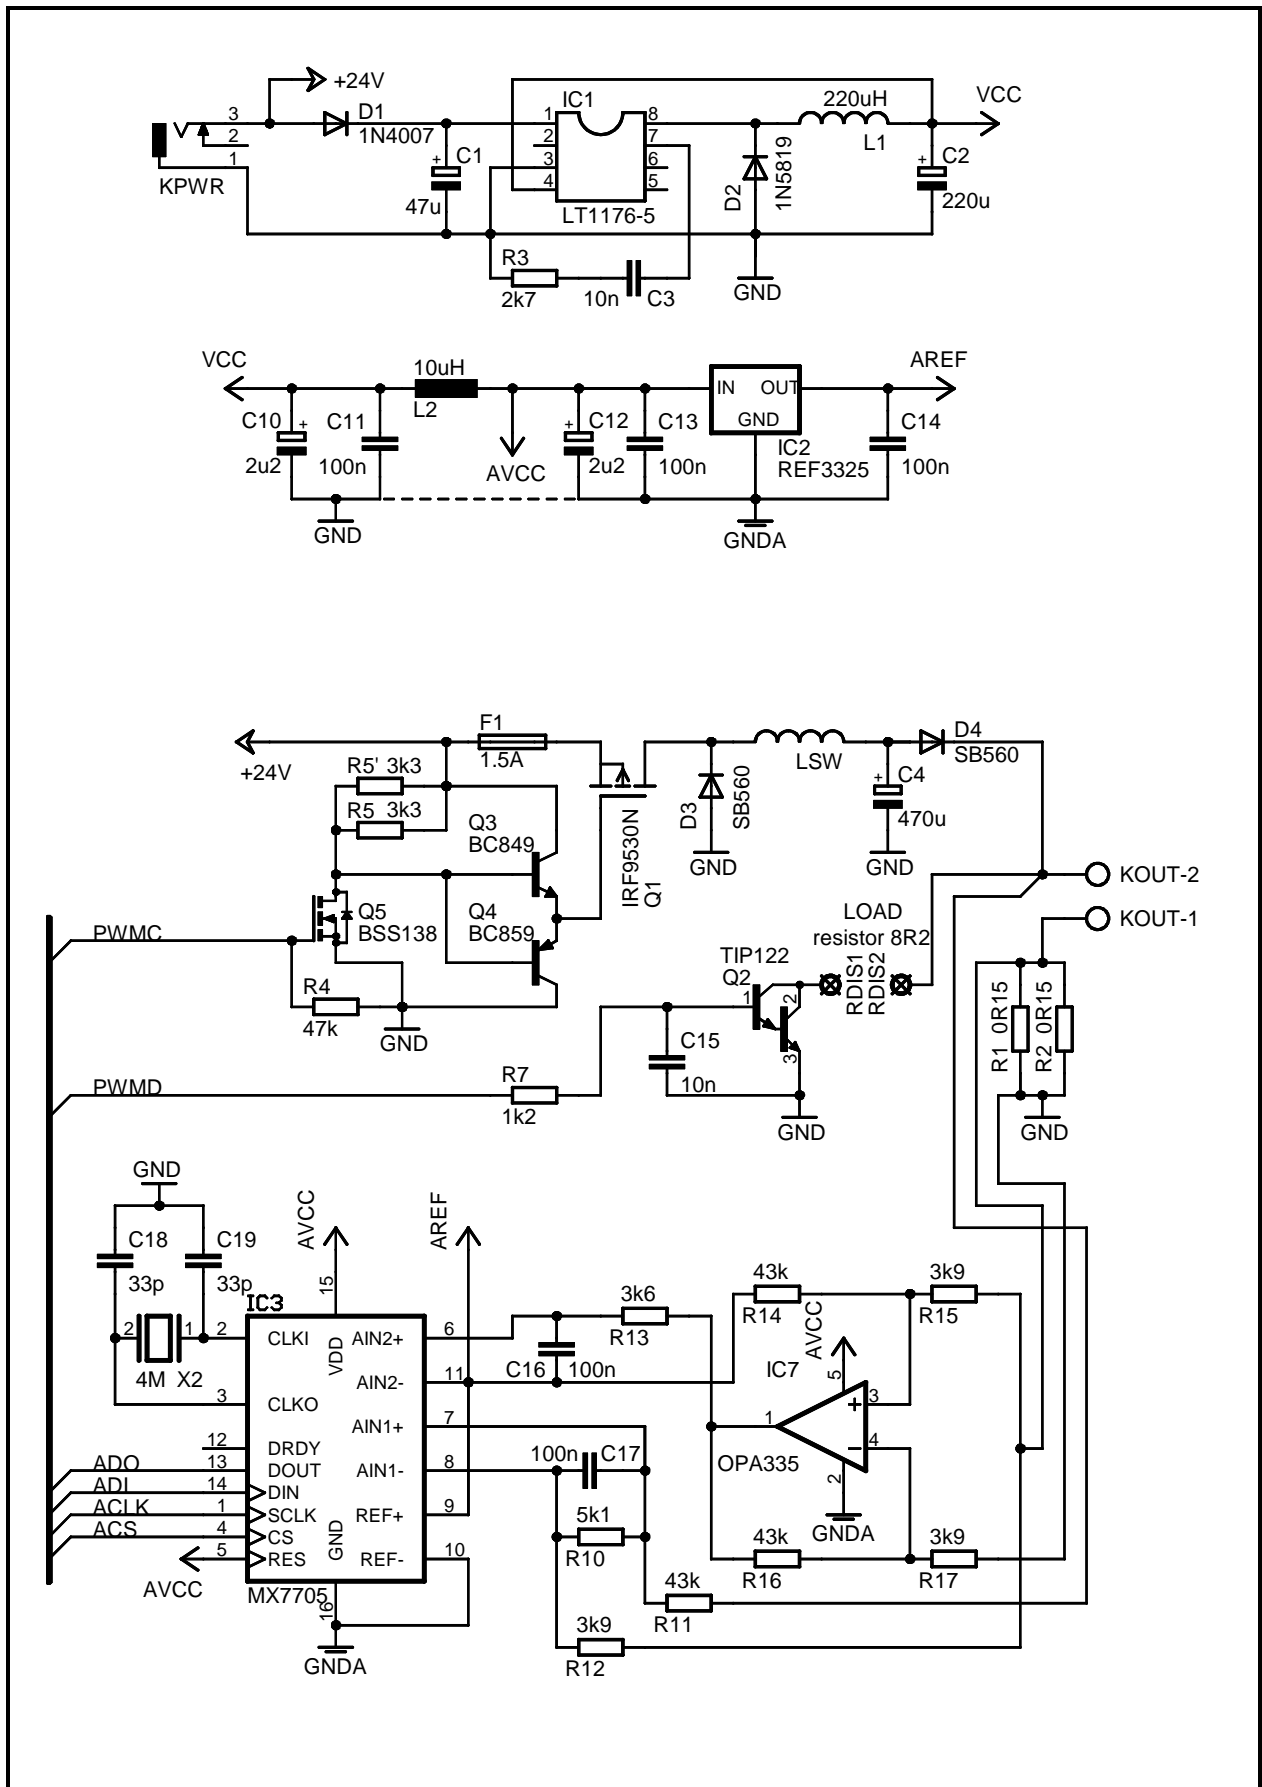 +24V
D1
1N4007
3
2
1
KPWR
+
C1
47u
IC1
1
2
3
4
8
7
6
5
LT1176-5
220uH
L1
VCC
D2
1N5819
+
C2
220u
R3
2k7
10n
C3
GND
VCC
10uH
L2
AREF
C10
+
2u2
C11
100n
AVCC
+
C12
2u2
C13
100n
IN
OUT
GND
IC2
REF3325
C14
100n
GND
GNDA
+24V
F1
1.5A
R5' 3k3
R5 3k3
Q3
BC849
IRF9530N
Q1
D3
SB560
GND
LSW
+
C4
470u
GND
D4
SB560
KOUT-2
KOUT-1
PWMC
Q5
BSS138
Q4
BC859
R4
47k
GND
LOAD
resistor 8R2
TIP122
Q2
1
2
3
RDIS1
RDIS2
C15
10n
GND
R1 0R15
R2 0R15
GND
PWMD
R7
1k2
GND
C18
33p
C19
33p
AVCC
AREF
2
1
4M X2
IC3
15
2
3
12
13
14
1
4
5
CLKI
CLKO
DRDY
DOUT
DIN
SCLK
CS
RES
VDD
GND
AIN2+
AIN2-
AIN1+
AIN1-
REF+
REF-
6
11
7
8
9
10
MX7705
16
GNDA
ADO
ADI
ACLK
ACS
AVCC
3k6
R13
C16
100n
43k
R14
3k9
R15
AVCC
IC7
5
3
4
1
2
+
−
OPA335
GNDA
100n
C17
5k1
R10
43k
R16
3k9
R17
43k
R11
3k9
R12